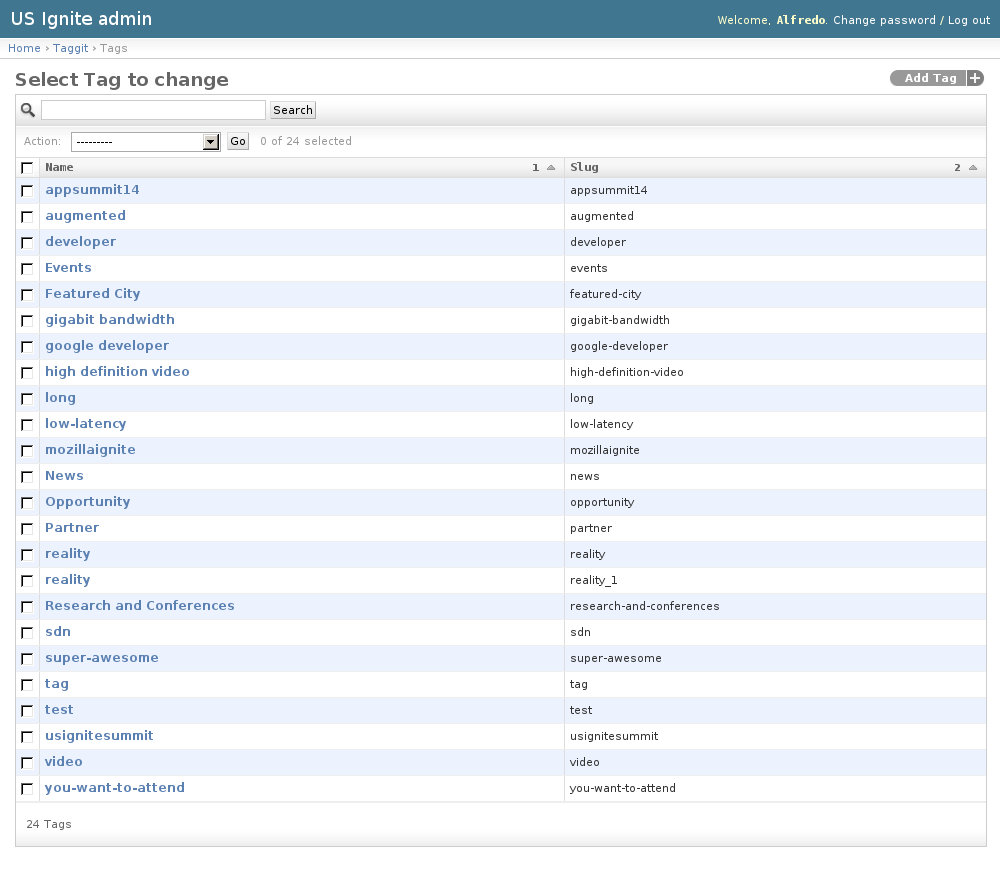 US Ignite admin
Welcome, Alfredo. Change password / Log out
Home › Taggit › Tags
Select Tag to change
Add Tag
Search
Action: --------- Go 0 of 24 selected
Name 1 Slug 2
appsummit14 appsummit14
augmented augmented
developer developer
Events events
Featured City featured-city
gigabit bandwidth gigabit-bandwidth
google developer google-developer
high definition video high-definition-video
long long
low-latency low-latency
mozillaignite mozillaignite
News news
Opportunity opportunity
Partner partner
reality reality
reality reality_1
Research and Conferences research-and-conferences
sdn sdn
super-awesome super-awesome
tag tag
test test
usignitesummit usignitesummit
video video
you-want-to-attend you-want-to-attend
24 Tags